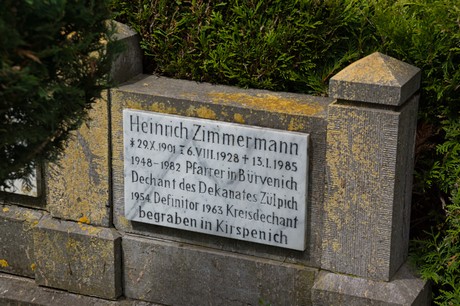 Heinrich Zimmermann
* 29.X.1901 ‡ 6.VIII.1928 + 13.1.1985
1948-1982 Pfarrer in Bürvenich
Dechant des Dekanates Zülpich
1954 Definitor 1963 Kreisdechant
begraben in Kirspenich